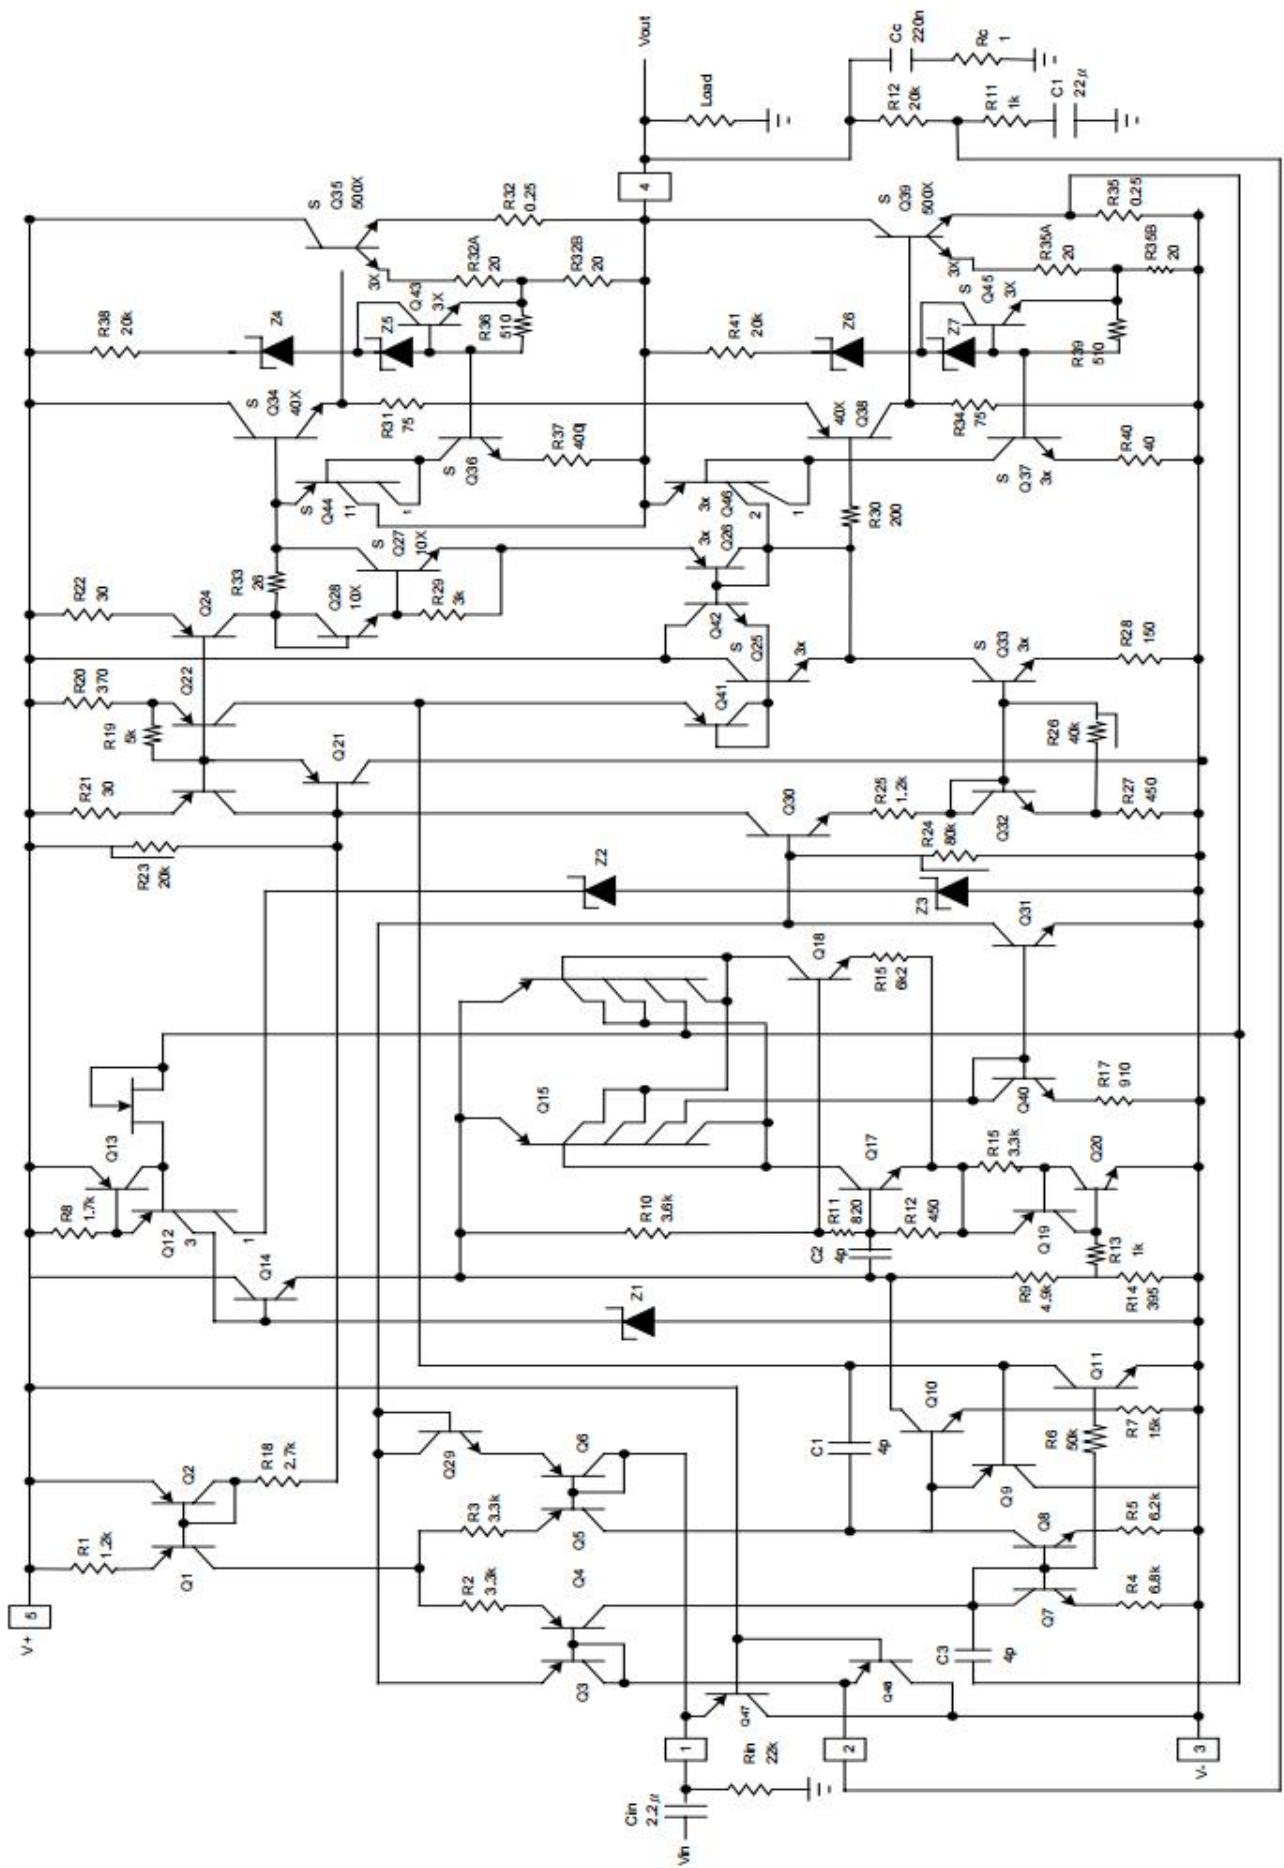 V+
5
R1
1.2k
Q1
Q2
R18
2.7k
R8
1.7k
Q12
3
1
Q13
Q14
R23
20k
R21
30
R19
5k
R20
370
Q22
Q21
R22
30
Q24
R33
26
Q28
10X
R29
3k
S
Q27
10X
S
Q44
11
1
S
Q34
40X
R31
75
S
Q36
R37
R38
20k
Z4
Z5
Q43
3X
R36
510
3X
S
Q35
500X
R32A
20
R32
0.25
R32B
20
4
Vout
Load
Cc
220n
Rc
1
R12
20k
R11
1k
C1
22µ
Q3
Q4
R2
3.3k
R3
3.3k
Q5
Q6
Q29
Z1
C1
4p
R10
3.6k
C2
4p
R11
820
R12
450
Q15
Q17
Q18
R15
6k2
Z2
Z3
Q30
R25
1.2k
R24
80k
Q32
R27
450
R26
40k
Q41
Q42
S
Q25
3x
Q26
3x
3x
Q46
2
1
R30
200
40X
Q38
R34
75
R41
20k
Z6
Z7
S
Q45
3X
3X
R39
510
S
Q39
500X
R35A
20
R35B
20
R35
0.25
S
Q37
3x
R40
40
S
Q33
3x
R28
150
Q31
Q40
R17
910
R15
3.3k
Q19
Q20
R13
1k
R9
4.9k
R14
395
Q10
Q11
R6
50k
R7
15k
Q9
Q8
R5
6.2k
Q7
R4
6.8k
C3
4p
Q47
Q48
Vin
Cin
2.2µ
Rin
22k
1
2
3
V-